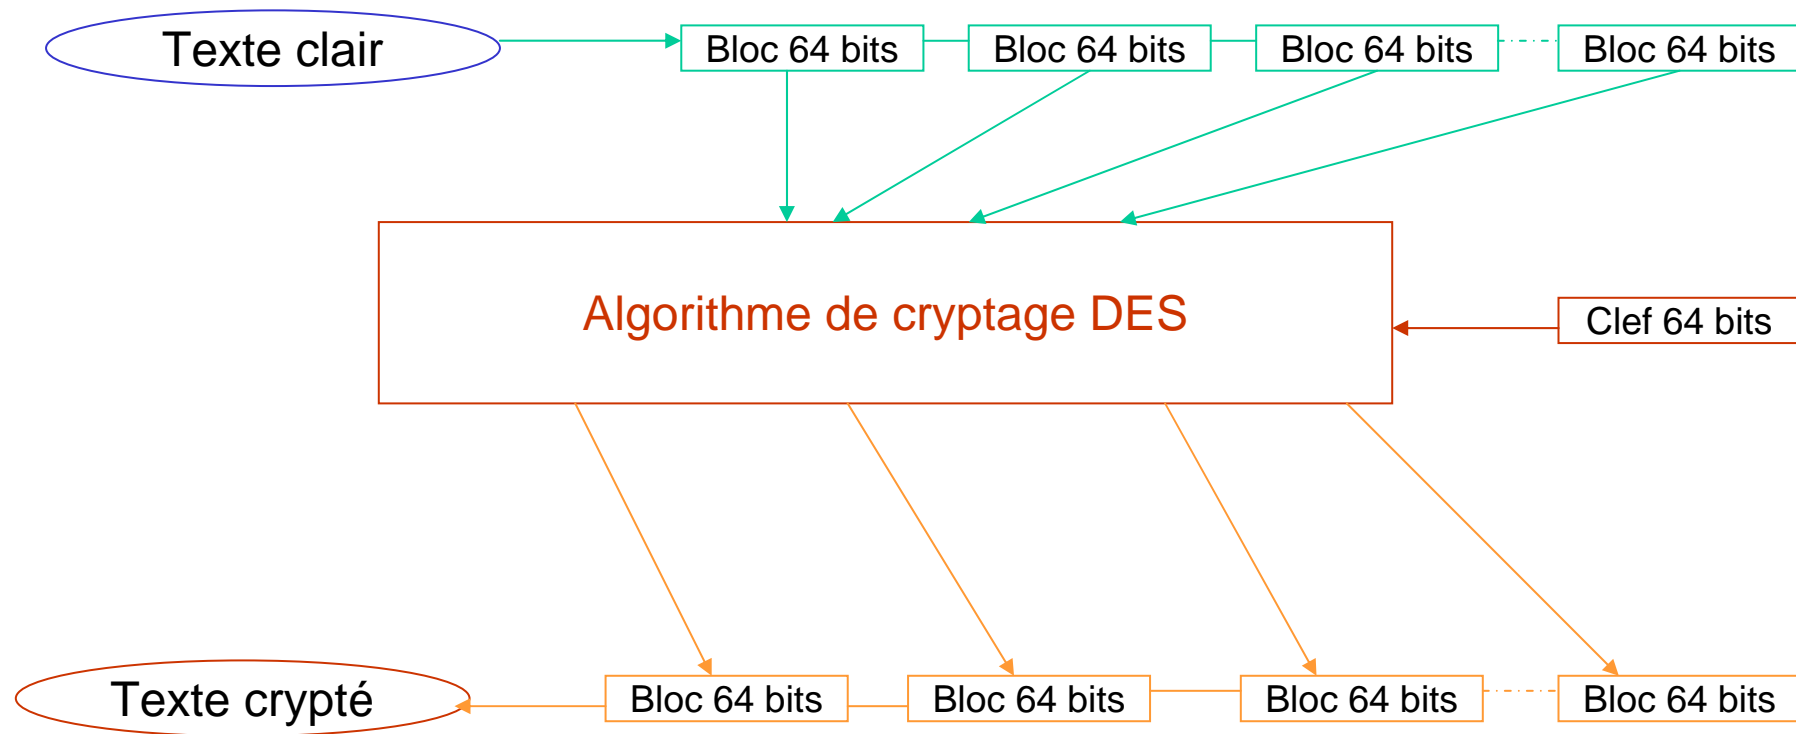 Texte clair
Bloc 64 bits
Bloc 64 bits
Bloc 64 bits
Bloc 64 bits
Algorithme de cryptage DES
Clef 64 bits
Texte crypté
Bloc 64 bits
Bloc 64 bits
Bloc 64 bits
Bloc 64 bits